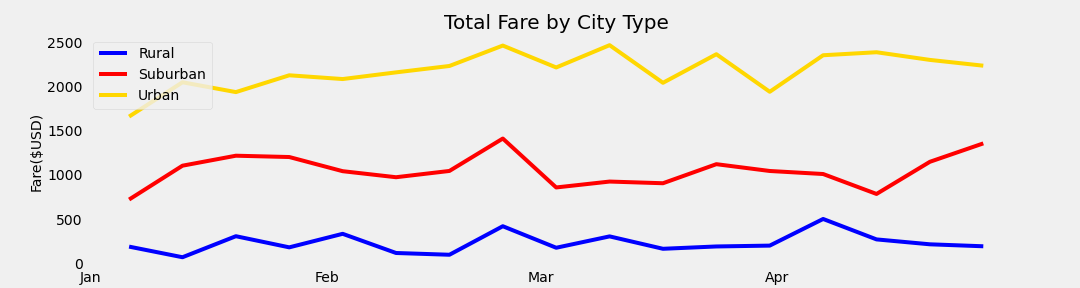 Total Fare by City Type
Rural
Suburban
Urban
Fare($USD)
2500
2000
1500
1000
500
0
Jan Feb Mar Apr